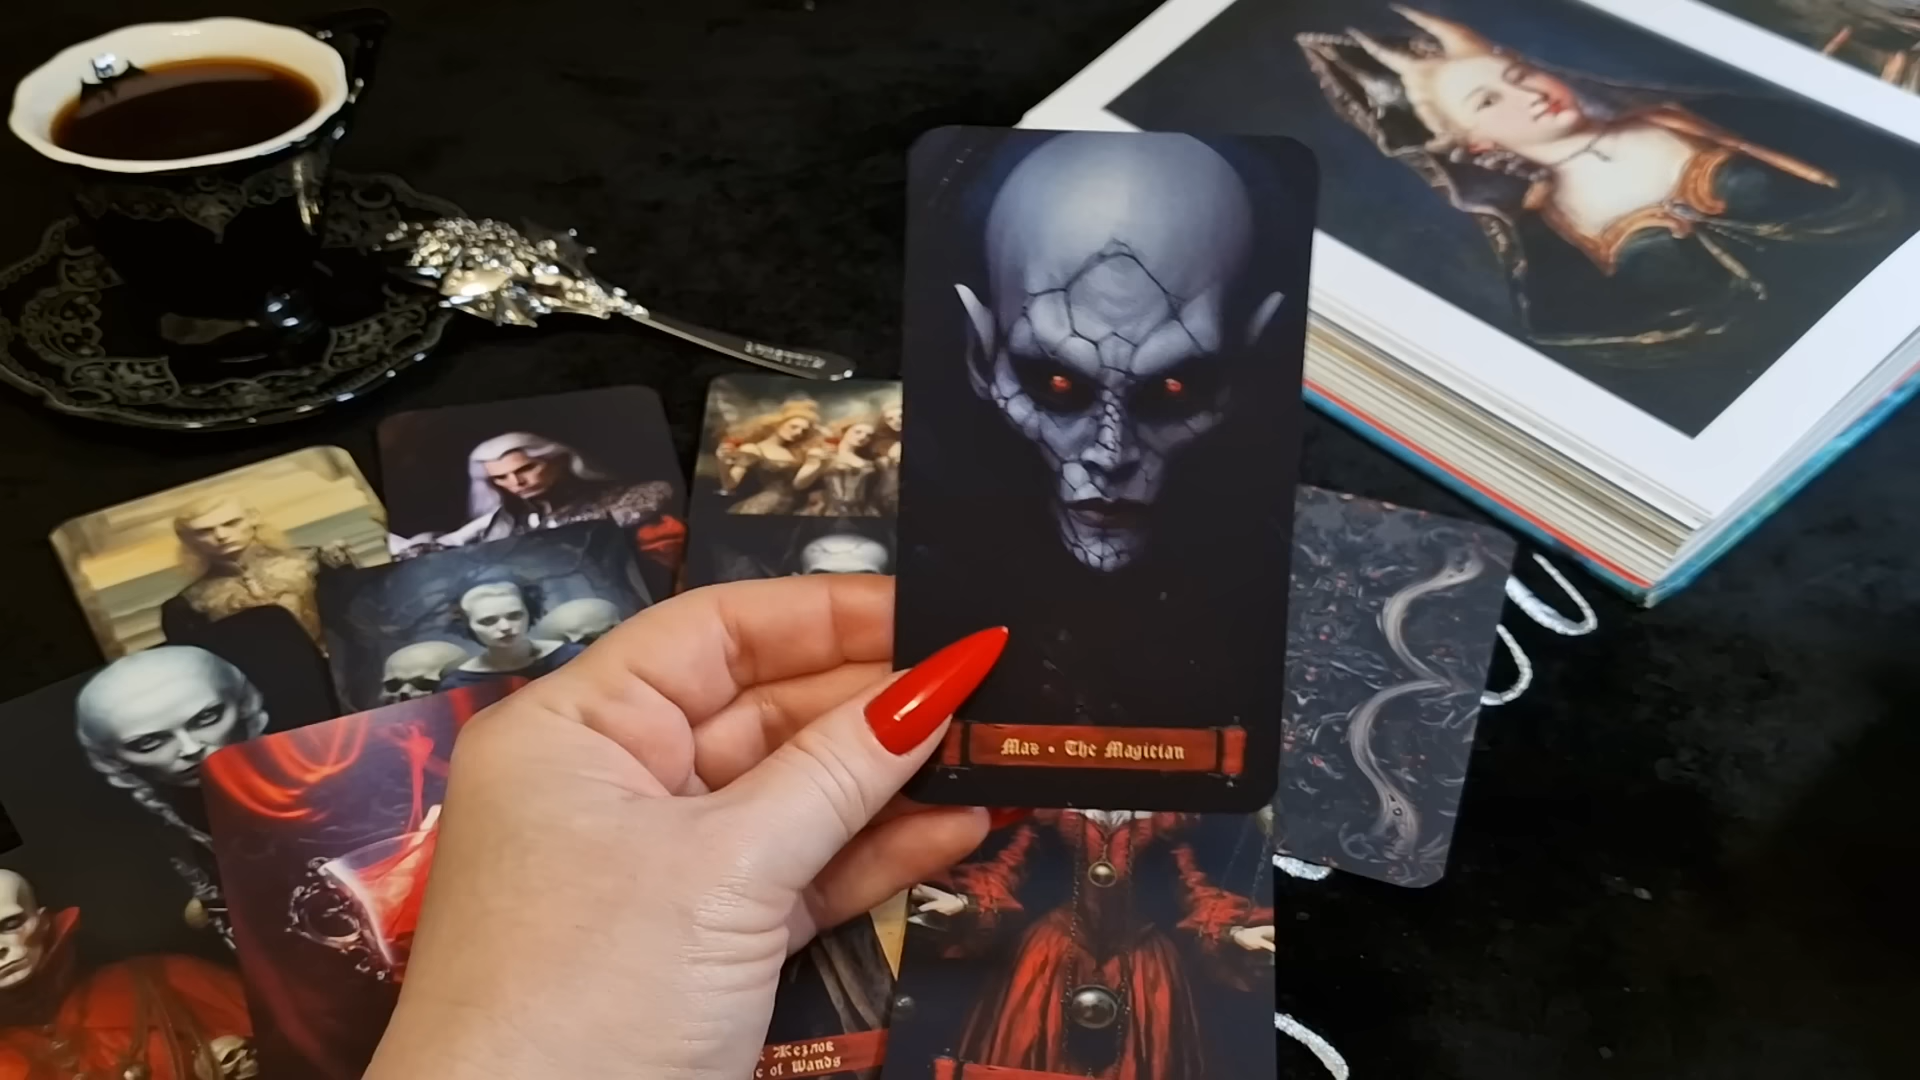 Маг • The Magician
Жезлов
of Wands